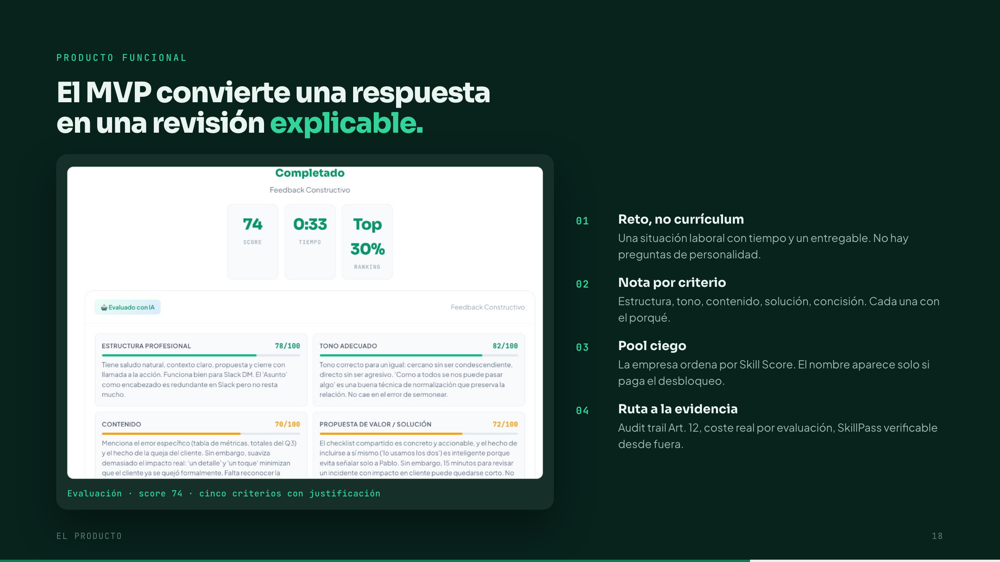 PRODUCTO FUNCIONAL
El MVP convierte una respuesta
en una revisión explicable.
Completado
Feedback Constructivo
74
SCORE
0:33
TIEMPO
Top
30%
RANKING
Evaluado con IA
Feedback Constructivo
ESTRUCTURA PROFESIONAL 78/100
Tiene saludo natural, contexto claro, propuesta y cierre con
llamada a la acción. Funciona bien para Slack DM. El 'Asunto'
como encabezado es redundante en Slack pero no resta
mucho.
TONO ADECUADO 82/100
Tono correcto para un igual: cercano sin ser condescendiente,
directo sin ser agresivo. 'Como a todos se nos puede pasar
algo' es una buena técnica de normalización que preserva la
relación. No cae en el error de sermonear.
CONTENIDO 70/100
Menciona el error específico (tabla de métricas, totales del Q3)
y el hecho de la queja del cliente. Sin embargo, suaviza
demasiado el impacto real: 'un detalle' y 'un toque' minimizan
que el cliente ya se quejó formalmente. Falta reconocer la
PROPUESTA DE VALOR / SOLUCIÓN 72/100
El checklist compartido es concreto y accionable, y el hecho de
incluirse a sí mismo ('lo usamos los dos') es inteligente porque
evita señalar solo a Pablo. Sin embargo, 15 minutos para revisar
un incidente con impacto en cliente puede quedarse corto. No
Evaluación · score 74 · cinco criterios con justificación
01 Reto, no currículum
Una situación laboral con tiempo y un entregable. No hay
preguntas de personalidad.
02 Nota por criterio
Estructura, tono, contenido, solución, concisión. Cada una con
el porqué.
03 Pool ciego
La empresa ordena por Skill Score. El nombre aparece solo si
paga el desbloqueo.
04 Ruta a la evidencia
Audit trail Art. 12, coste real por evaluación, SkillPass verificable
desde fuera.
EL PRODUCTO
18